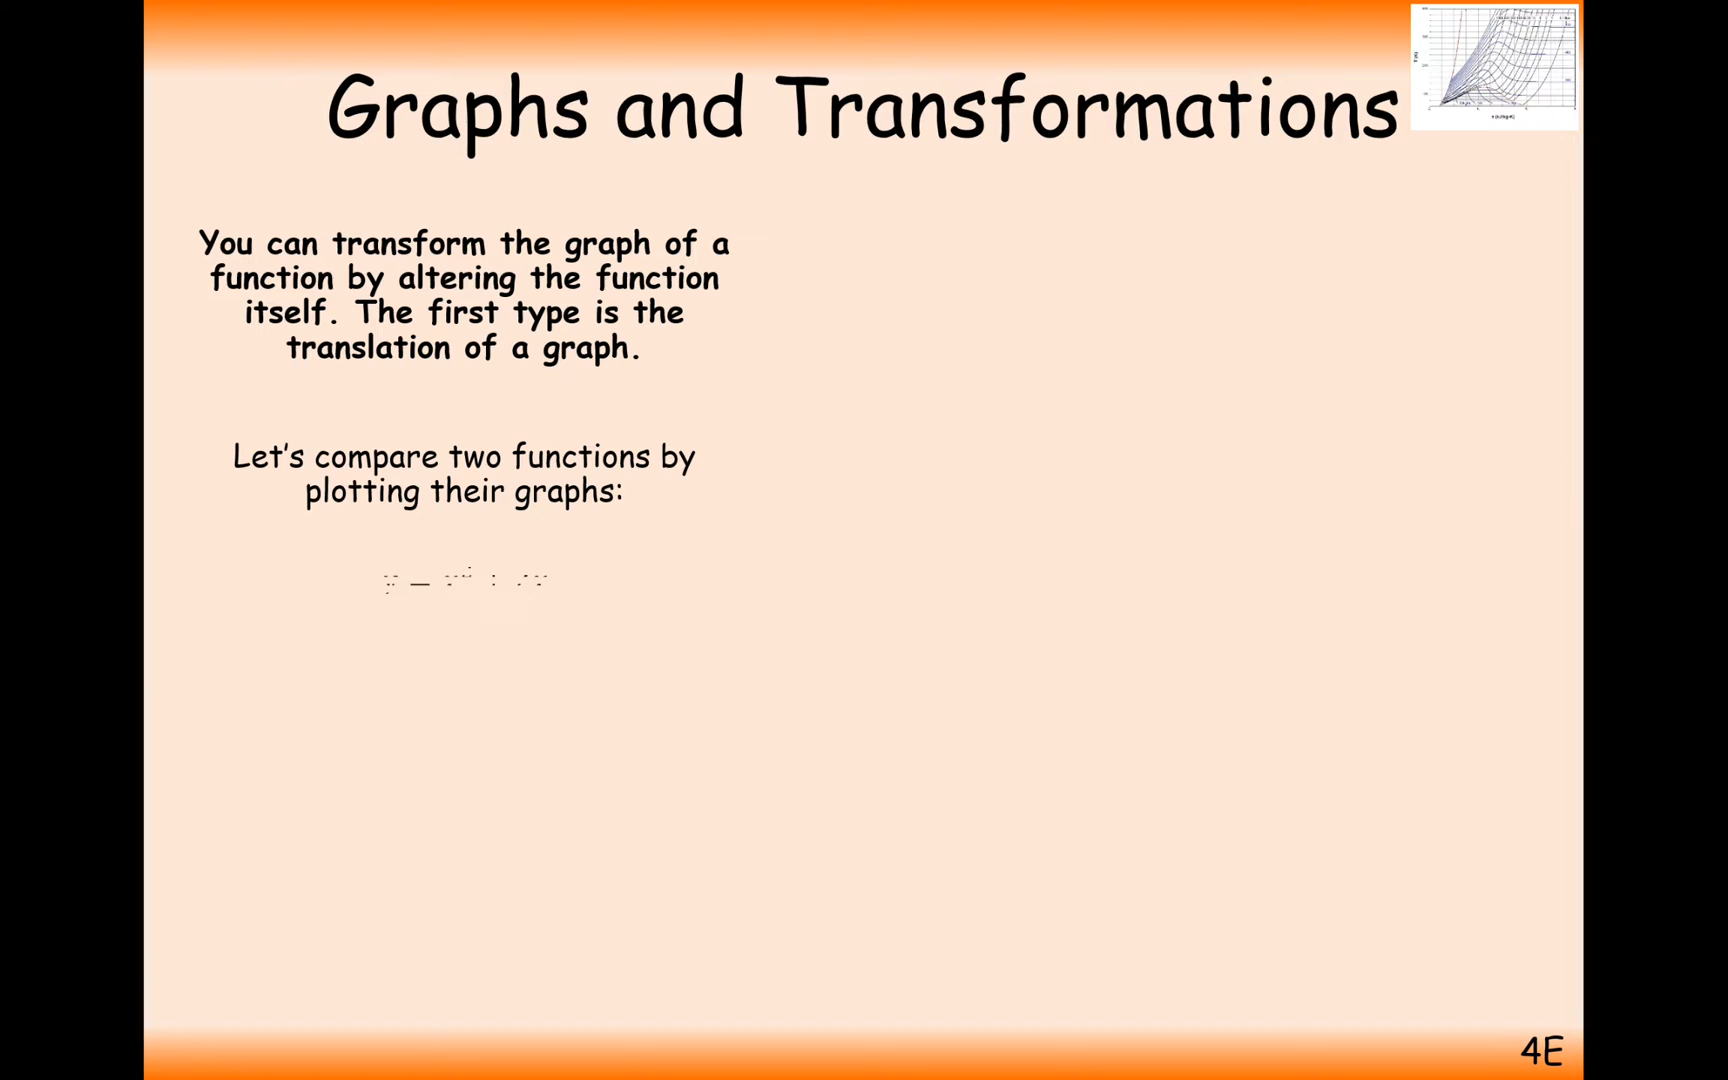 Graphs and Transformations
You can transform the graph of a
function by altering the function
itself. The first type is the
translation of a graph.
Let's compare two functions by
plotting their graphs:
4E